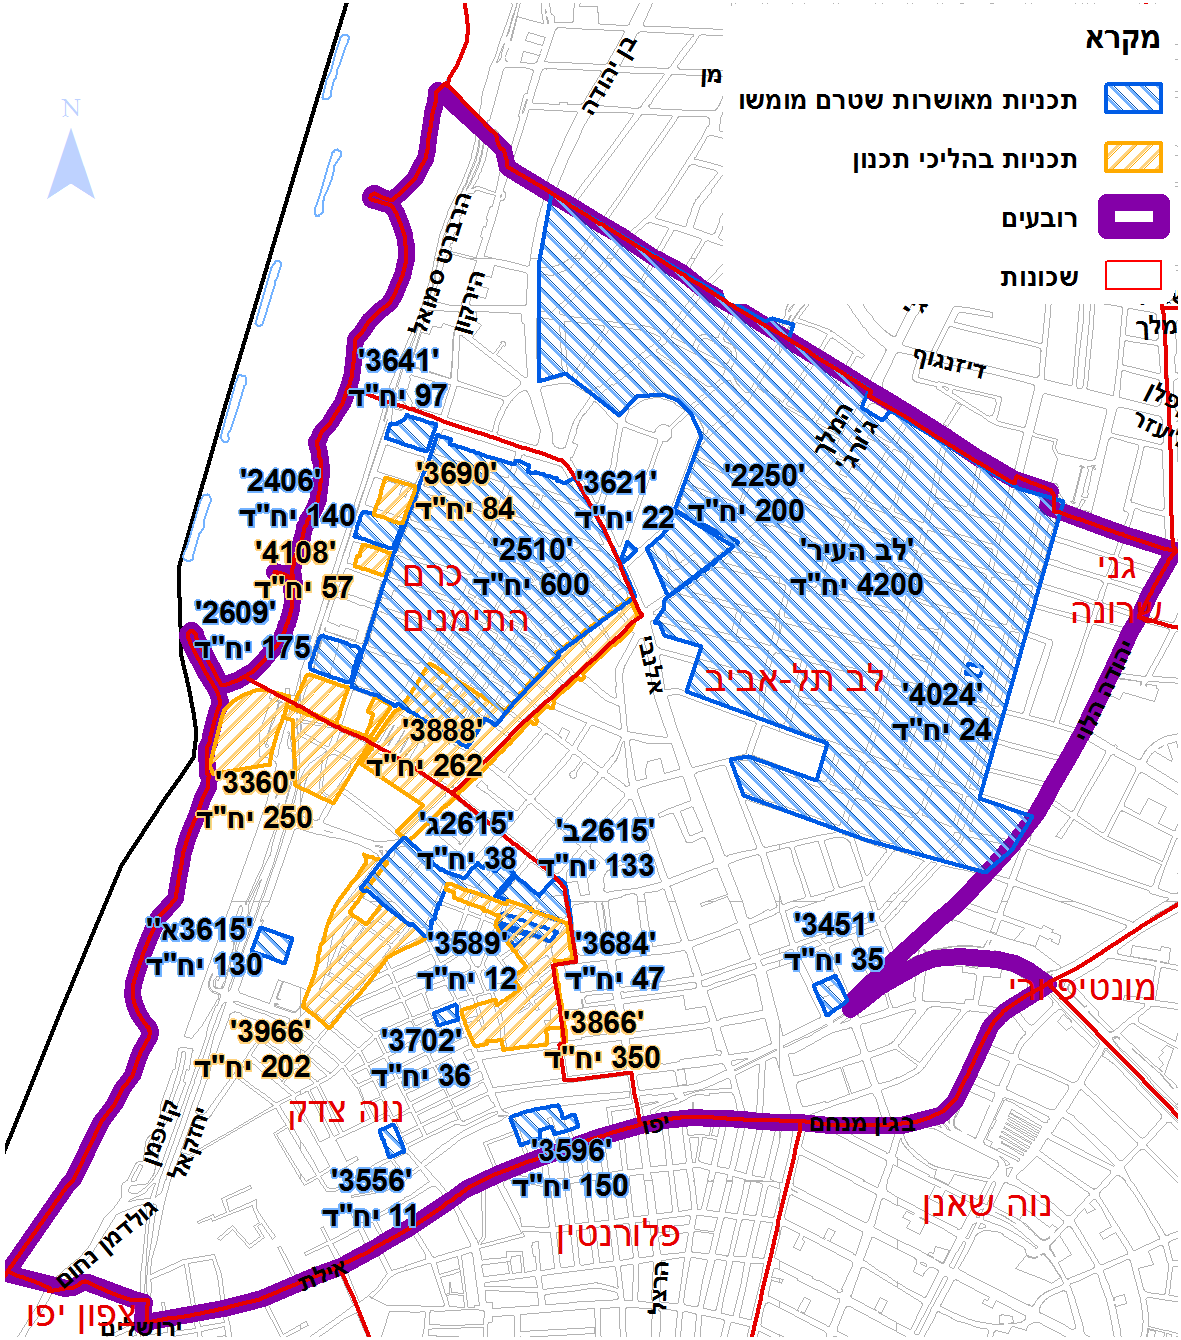 מקרא
תכניות מאושרות שטרם מומשו
תכניות בהליכי תכנון
רובעים
שכונות
N
בן יהודה
מן
הרברט סמואל
הירקון
דיזנגוף
המלך
ג'ורג'
מלך
'3641'
97 יח"ד
'2406'
140 יח"ד
'3690'
84 יח"ד
'3621'
22 יח"ד
'2250'
200 יח"ד
'4108'
57 יח"ד
'2510'
600 יח"ד
'לב העיר'
4200 יח"ד
כרם
התימנים
גני
שרונה
'2609'
175 יח"ד
אלנבי
לב תל-אביב
יהודה הלוי
'4024'
24 יח"ד
'3888'
262 יח"ד
'3360'
250 יח"ד
'2615ג'
38 יח"ד
'2615ב'
133 יח"ד
'3615א''
130 יח"ד
'3589'
12 יח"ד
'3684'
47 יח"ד
'3451'
35 יח"ד
מונטיפיורי
'3966'
202 יח"ד
'3702'
36 יח"ד
'3866'
350 יח"ד
נוה צדק
קויפמן
יחזקאל
יפו
בגין מנחם
'3596'
150 יח"ד
'3556'
11 יח"ד
נוה שאנן
פלורנטין
גולדמן נחום
אילת
הרצל
צפון יפו
ירושלים